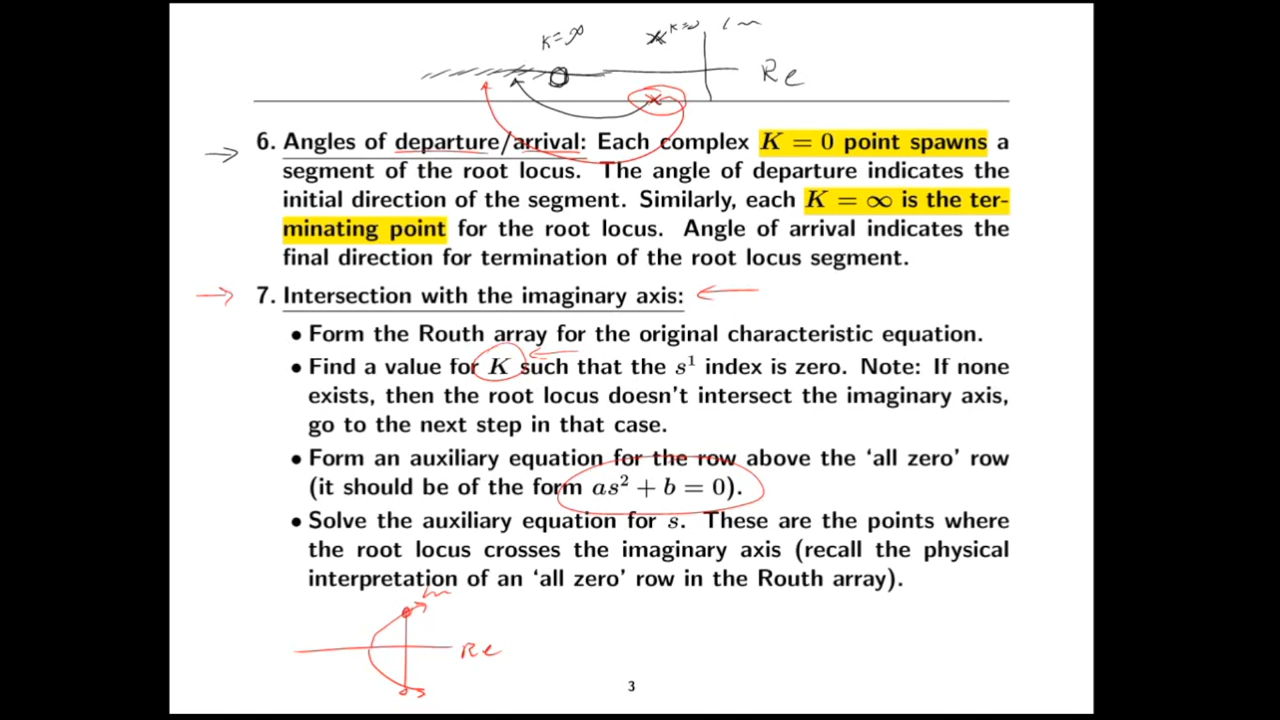 K=∞
K=0
Im
Re
6. Angles of departure/arrival: Each complex K = 0 point spawns a
segment of the root locus. The angle of departure indicates the
initial direction of the segment. Similarly, each K = ∞ is the ter-
minating point for the root locus. Angle of arrival indicates the
final direction for termination of the root locus segment.
7. Intersection with the imaginary axis:
• Form the Routh array for the original characteristic equation.
• Find a value for K such that the s¹ index is zero. Note: If none
exists, then the root locus doesn't intersect the imaginary axis,
go to the next step in that case.
• Form an auxiliary equation for the row above the ‘all zero’ row
(it should be of the form as² + b = 0).
• Solve the auxiliary equation for s. These are the points where
the root locus crosses the imaginary axis (recall the physical
interpretation of an ‘all zero’ row in the Routh array).
Im
Re
3